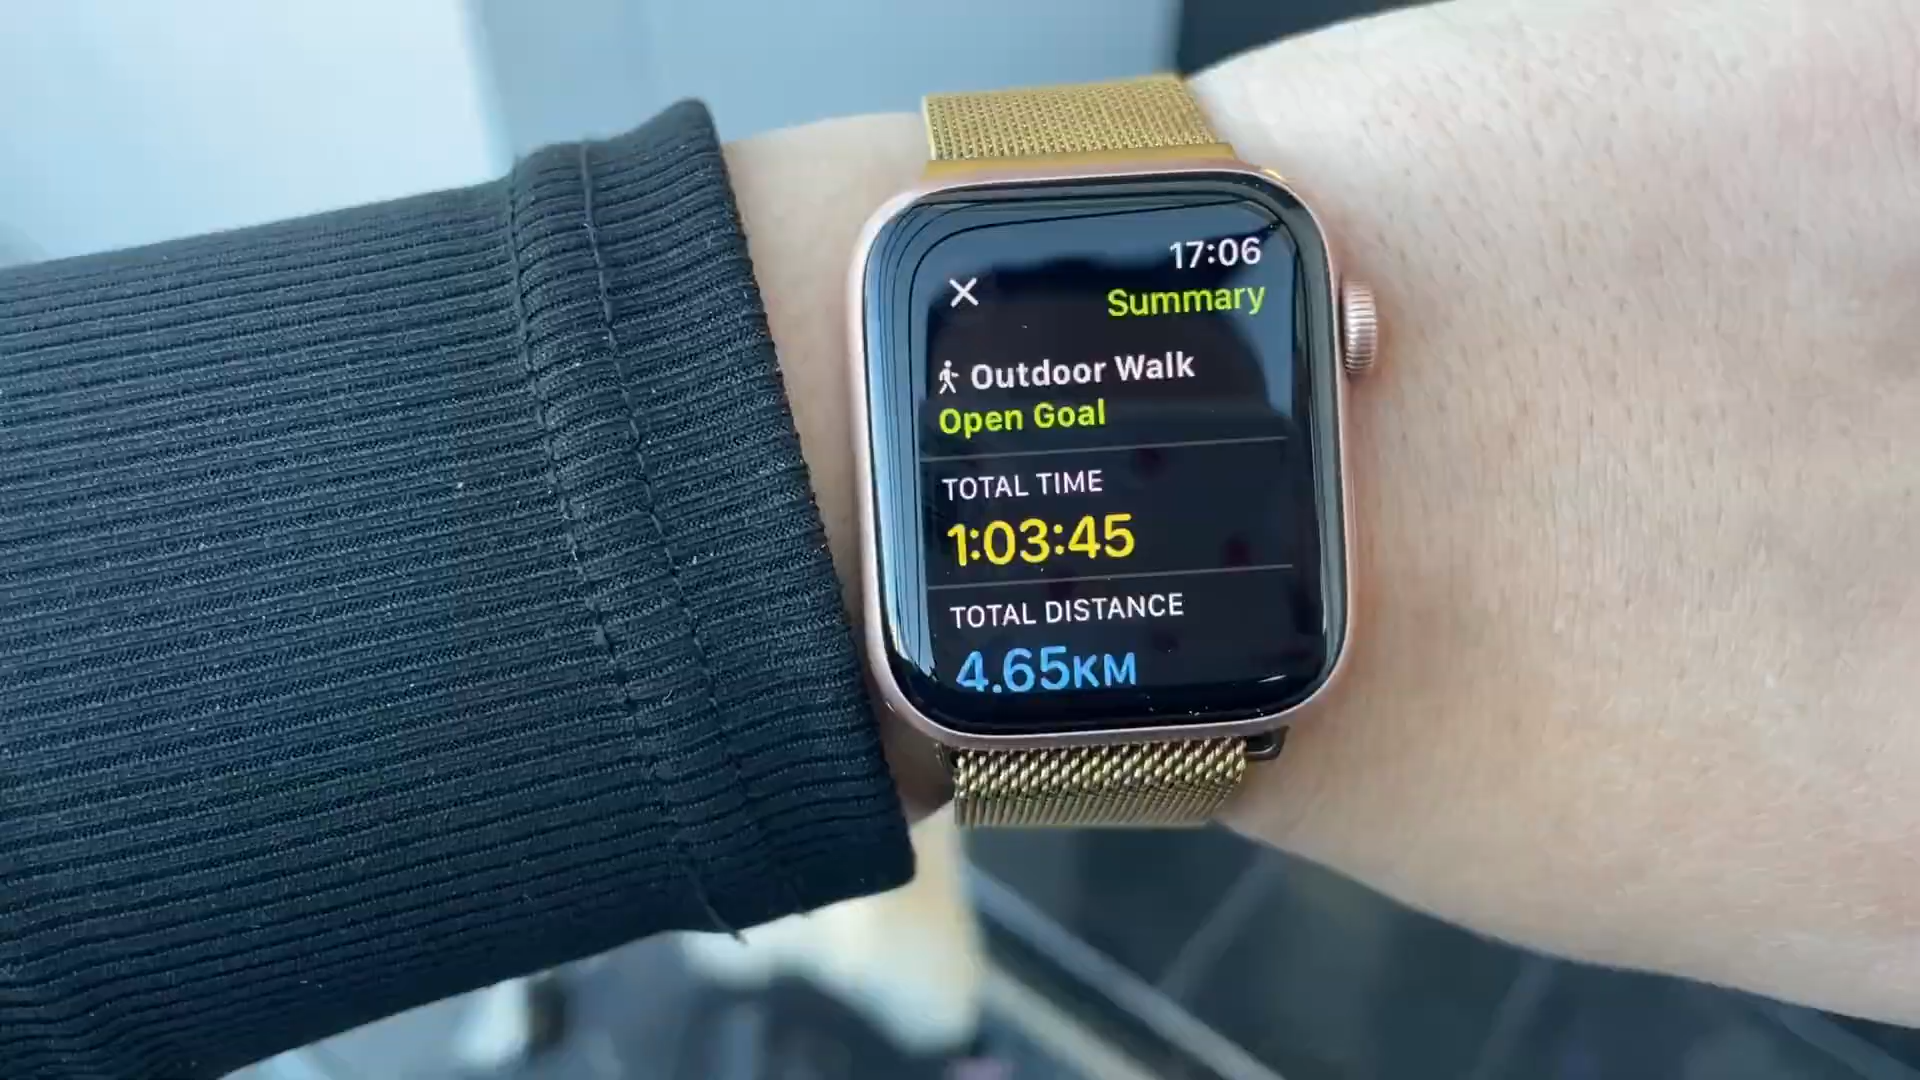 17:06
Summary
Outdoor Walk
Open Goal
TOTAL TIME
1:03:45
TOTAL DISTANCE
4.65KM